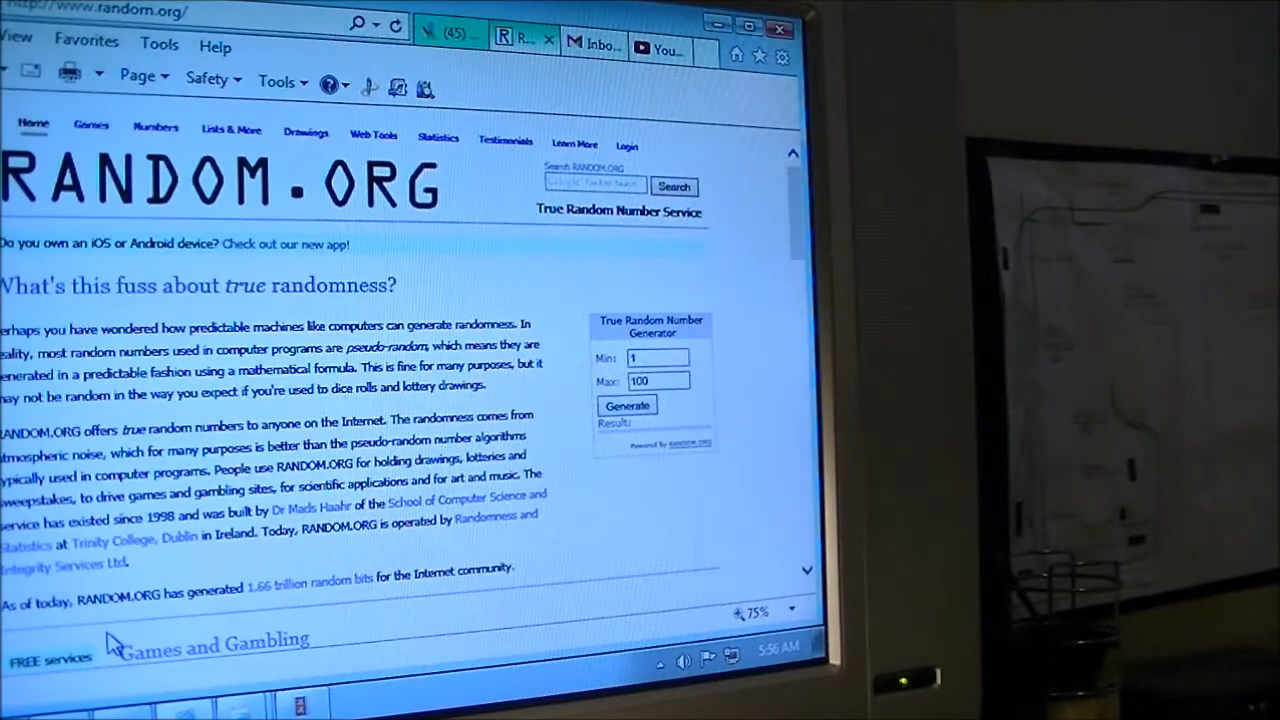 http://www.random.org/
(45) ...
R...
Inbo...
You...
View Favorites Tools Help
Page Safety Tools
Home Games Numbers Lists & More Drawings Web Tools Statistics Testimonials Learn More Login
RANDOM.ORG
Search RANDOM.ORG
Search
True Random Number Service
Do you own an iOS or Android device? Check out our new app!
What's this fuss about true randomness?
erhaps you have wondered how predictable machines like computers can generate randomness. In
eality, most random numbers used in computer programs are pseudo-random, which means they are
enerated in a predictable fashion using a mathematical formula. This is fine for many purposes, but it
may not be random in the way you expect if you're used to dice rolls and lottery drawings.
RANDOM.ORG offers true random numbers to anyone on the Internet. The randomness comes from
atmospheric noise, which for many purposes is better than the pseudo-random number algorithms
typically used in computer programs. People use RANDOM.ORG for holding drawings, lotteries and
sweepstakes, to drive games and gambling sites, for scientific applications and for art and music. The
service has existed since 1998 and was built by Dr Mads Haahr of the School of Computer Science and
Statistics at Trinity College, Dublin in Ireland. Today, RANDOM.ORG is operated by Randomness and
Integrity Services Ltd.
As of today, RANDOM.ORG has generated 1.66 trillion random bits for the Internet community.
True Random Number
Generator
Min: 1
Max: 100
Generate
Result:
Powered by RANDOM.ORG
FREE services
Games and Gambling
75%
5:56 AM